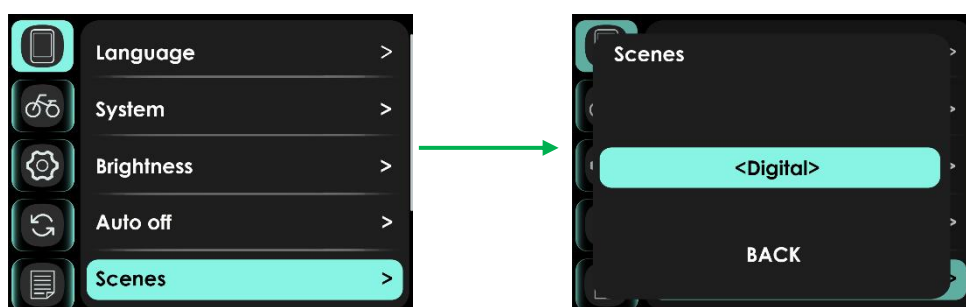 Language >
System >
Brightness >
Auto off >
Scenes >
Scenes
<Digital>
BACK